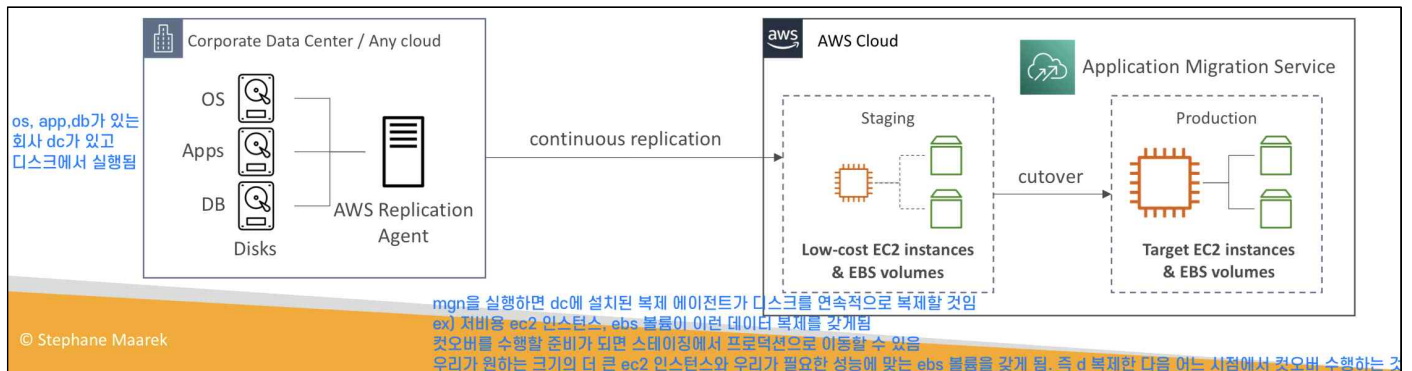 Corporate Data Center / Any cloud
OS
Apps
DB
Disks
AWS Replication
Agent
os, app,db가 있는
회사 dc가 있고
디스크에서 실행됨
continuous replication
aws
AWS Cloud
Application Migration Service
Staging
Low-cost EC2 instances
& EBS volumes
cutover
Production
Target EC2 instances
& EBS volumes
mgn을 실행하면 dc에 설치된 복제 에이전트가 디스크를 연속적으로 복제할 것임
ex) 저비용 ec2 인스턴스, ebs 볼륨이 이런 데이터 복제를 갖게됨
컷오버를 수행할 준비가 되면 스테이징에서 프로덕션으로 이동할 수 있음
우리가 원하는 크기의 더 큰 ec2 인스턴스와 우리가 필요한 성능에 맞는 ebs 볼륨을 갖게 됨. 즉 d 복제한 다음 어느 시점에서 컷오버 수행하는 것
© Stephane Maarek